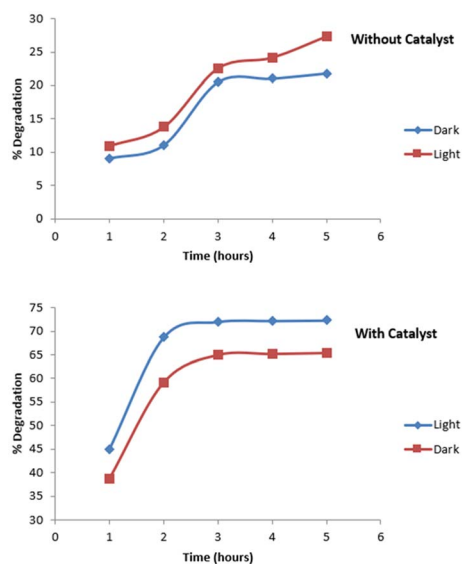 30
Without Catalyst
25
20
15
10
5
0
% Degradation
Dark
Light
0 1 2 3 4 5 6
Time (hours)
75
With Catalyst
70
65
60
55
50
45
40
35
30
% Degradation
Light
Dark
0 1 2 3 4 5 6
Time (hours)